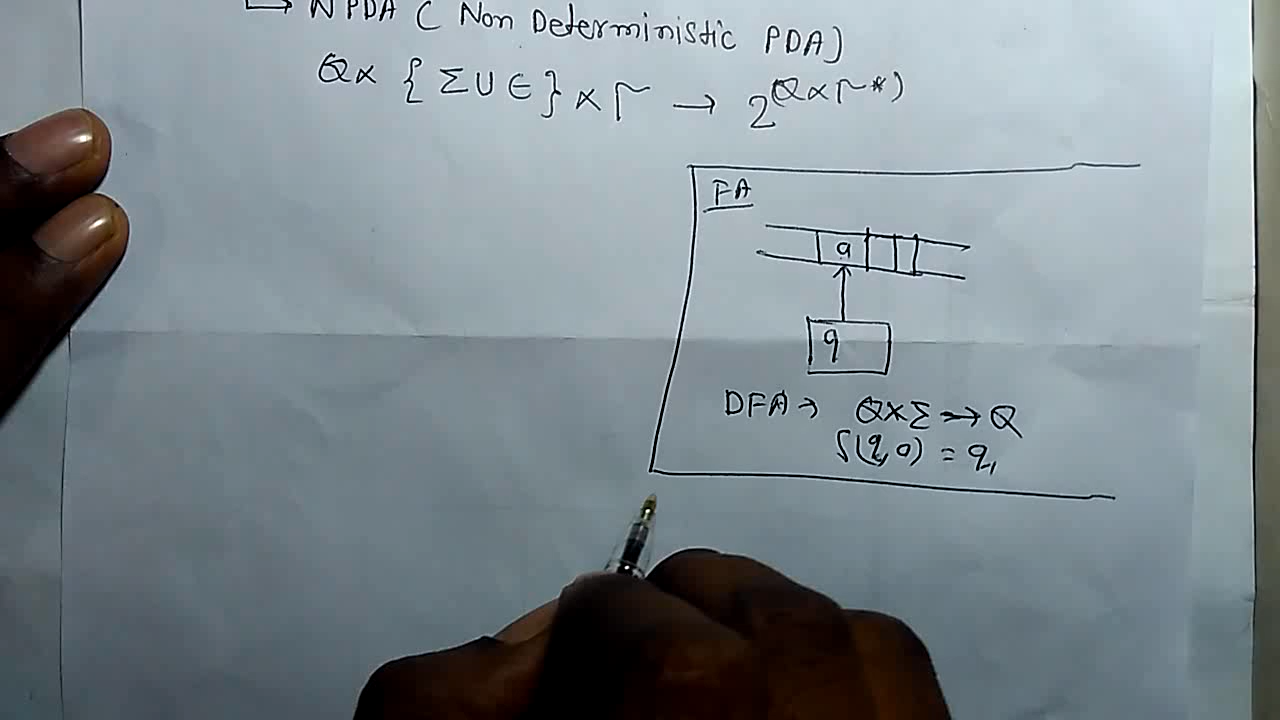 ↳ NPDA ( Non Deterministic PDA)
Q × { Σ ∪ ∈ } × Γ → 2^(Q × Γ*)
FA
a
q
DFA → Q × Σ → Q
δ(q, a) = q₁